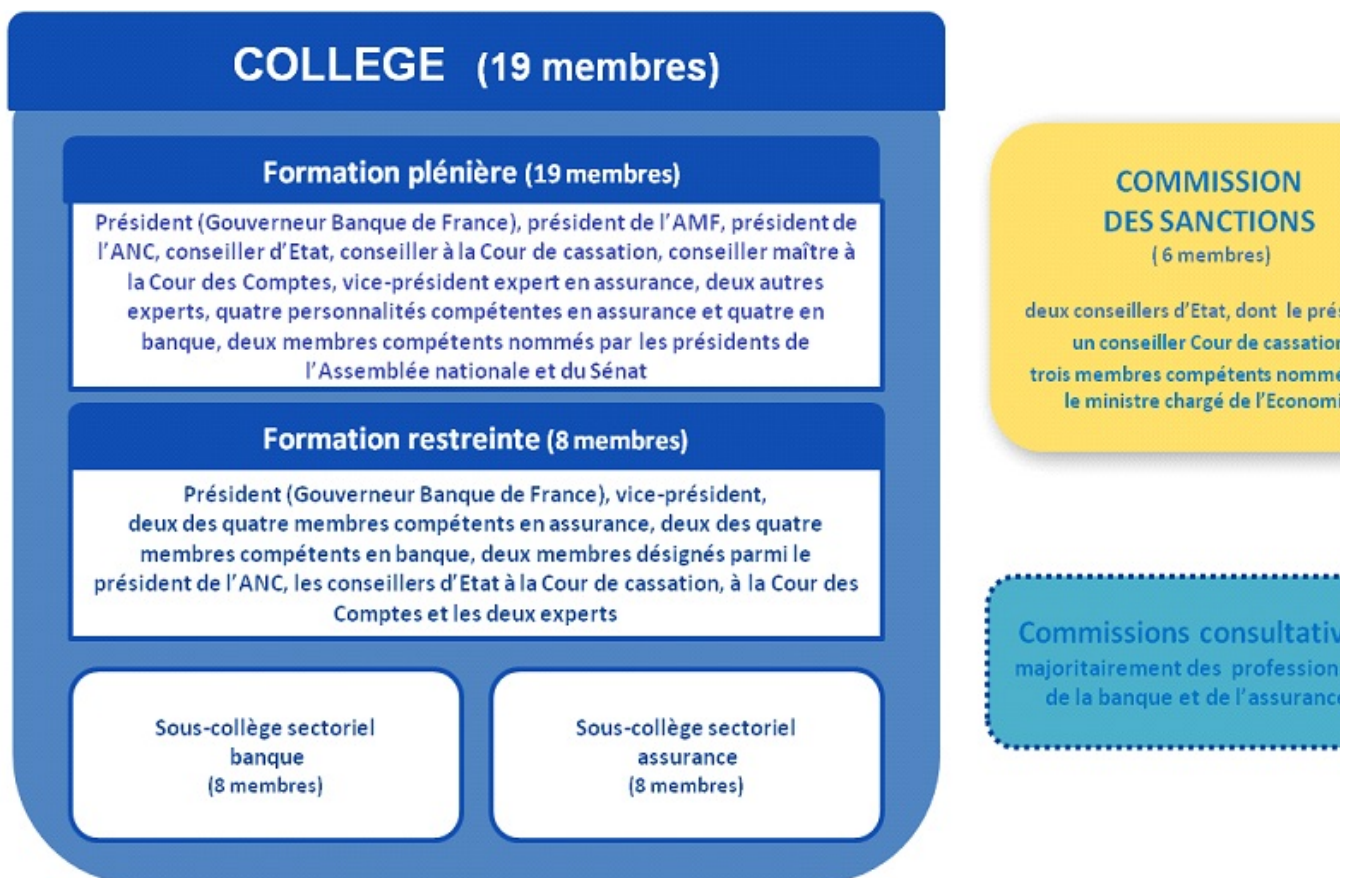 COLLEGE (19 membres)
Formation plénière (19 membres)
Président (Gouverneur Banque de France), président de l'AMF, président de
l'ANC, conseiller d'Etat, conseiller à la Cour de cassation, conseiller maître à
la Cour des Comptes, vice-président expert en assurance, deux autres
experts, quatre personnalités compétentes en assurance et quatre en
banque, deux membres compétents nommés par les présidents de
l'Assemblée nationale et du Sénat
Formation restreinte (8 membres)
Président (Gouverneur Banque de France), vice-président,
deux des quatre membres compétents en assurance, deux des quatre
membres compétents en banque, deux membres désignés parmi le
président de l'ANC, les conseillers d'Etat à la Cour de cassation, à la Cour des
Comptes et les deux experts
Sous-collège sectoriel
banque
(8 membres)
Sous-collège sectoriel
assurance
(8 membres)
COMMISSION
DES SANCTIONS
( 6 membres)
deux conseillers d'Etat, dont le
un conseiller Cour de
trois membres compétents
le ministre chargé de
Commissions
majoritairement des
de la banque et de l'assurance